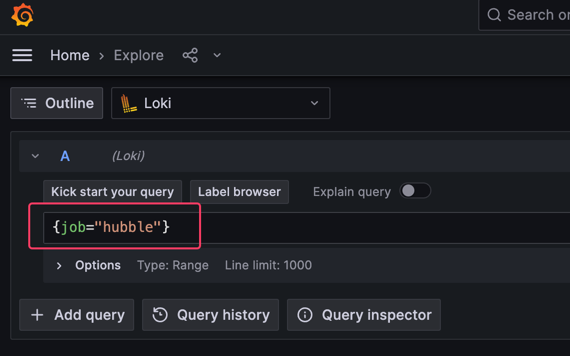 Search or
Home › Explore
Outline
Loki
A (Loki)
Kick start your query Label browser Explain query
{job="hubble"}
Options Type: Range Line limit: 1000
+ Add query Query history Query inspector